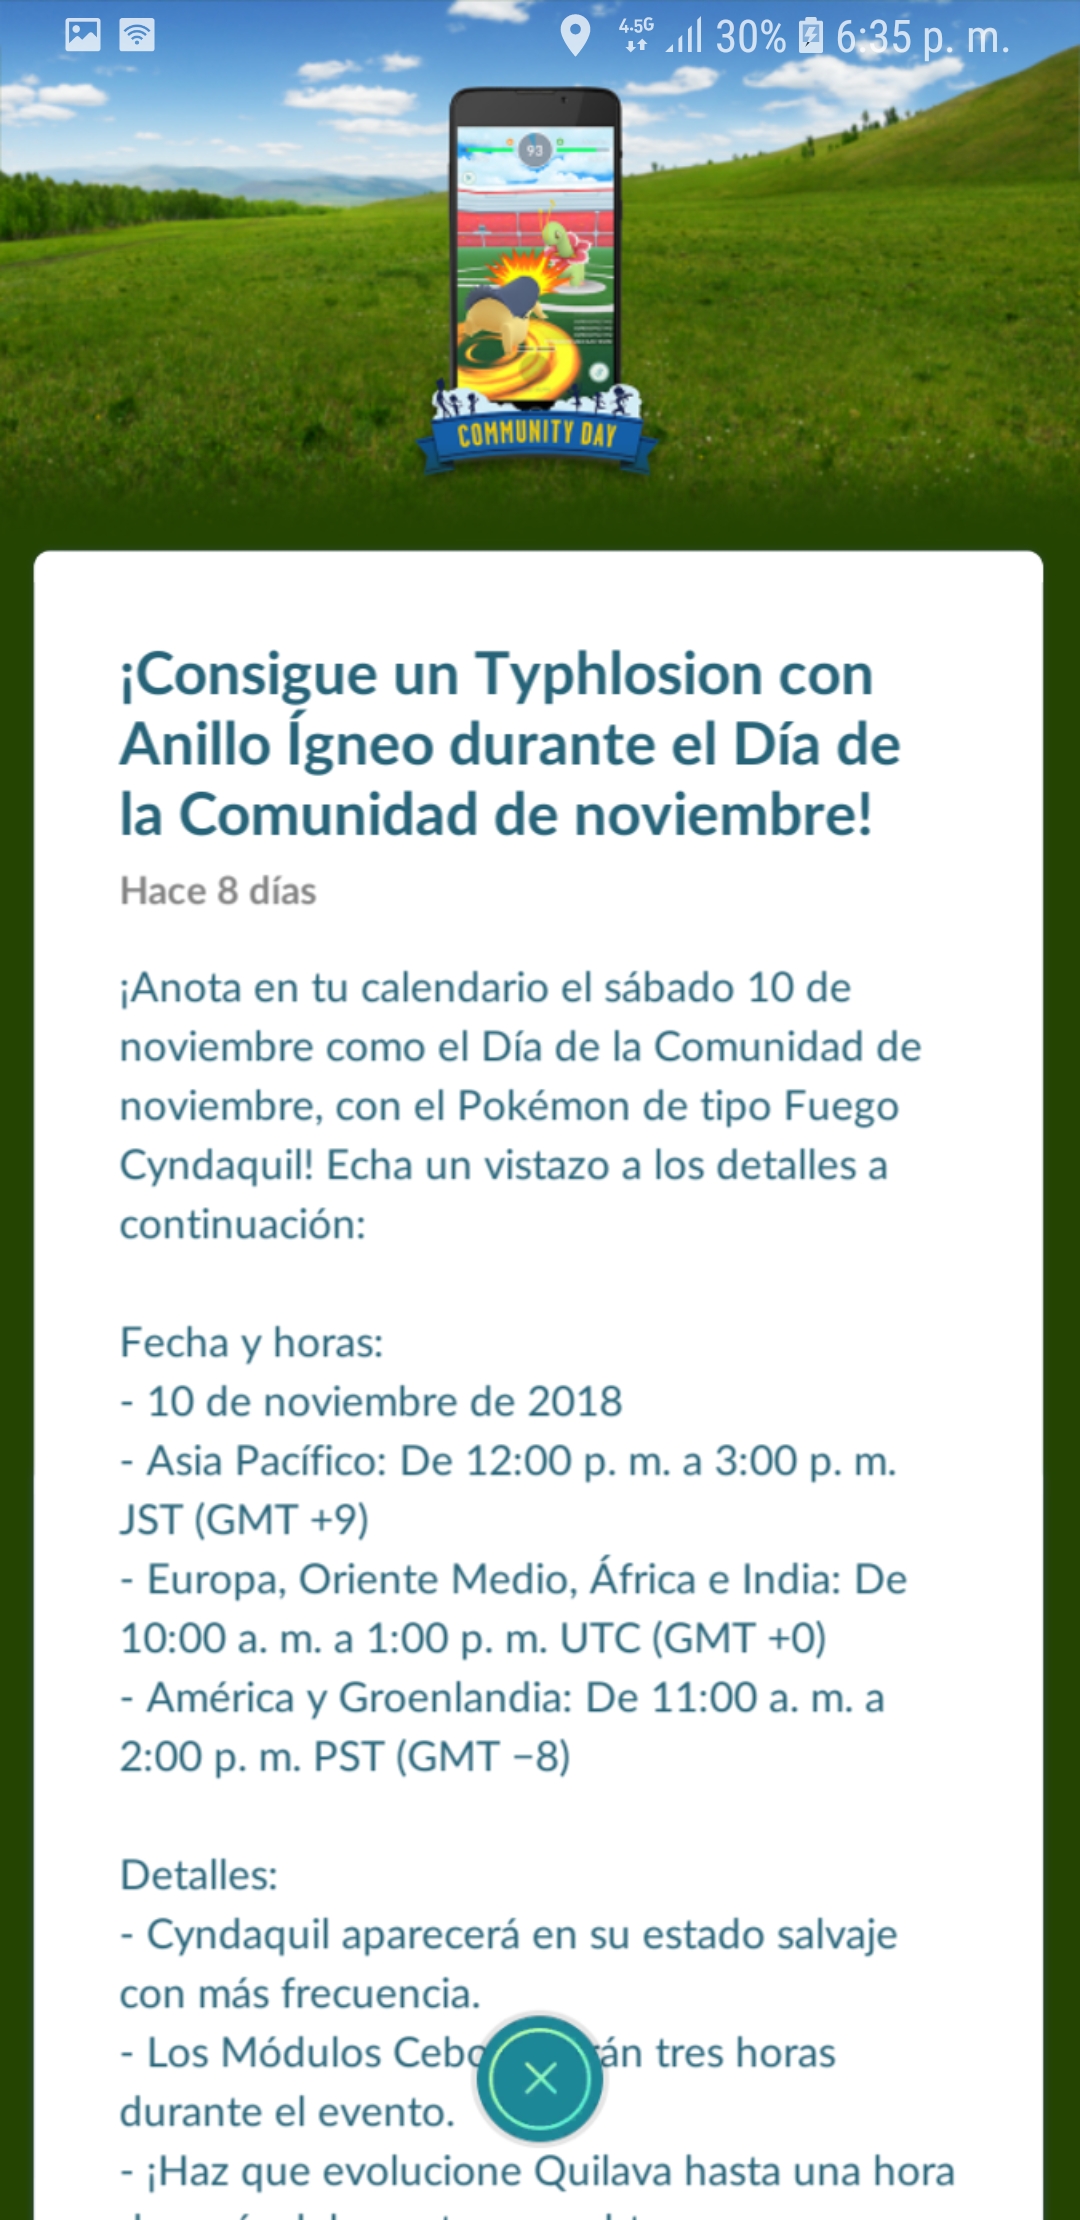 4.5G 30% 6:35 p. m.
93
COMMUNITY DAY
¡Consigue un Typhlosion con
Anillo Ígneo durante el Día de
la Comunidad de noviembre!
Hace 8 días
¡Anota en tu calendario el sábado 10 de
noviembre como el Día de la Comunidad de
noviembre, con el Pokémon de tipo Fuego
Cyndaquil! Echa un vistazo a los detalles a
continuación:
Fecha y horas:
- 10 de noviembre de 2018
- Asia Pacífico: De 12:00 p. m. a 3:00 p. m.
JST (GMT +9)
- Europa, Oriente Medio, África e India: De
10:00 a. m. a 1:00 p. m. UTC (GMT +0)
- América y Groenlandia: De 11:00 a. m. a
2:00 p. m. PST (GMT −8)
Detalles:
- Cyndaquil aparecerá en su estado salvaje
con más frecuencia.
- Los Módulos tres horas
durante el evento.
- ¡Haz que evolucione Quilava hasta una hora